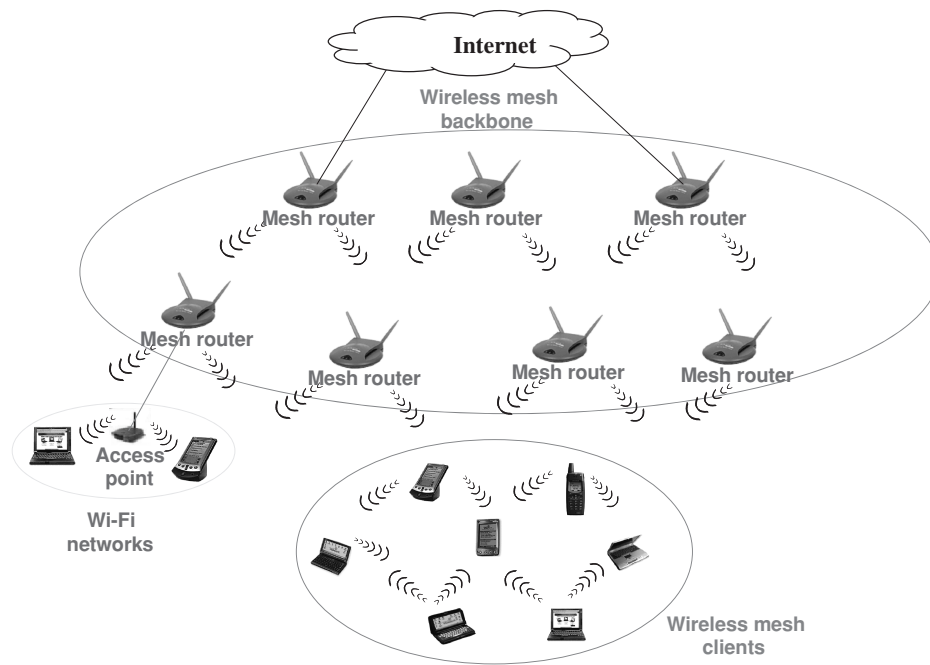 Internet
Wireless mesh
backbone
Mesh router
Mesh router
Mesh router
Mesh router
Mesh router
Mesh router
Mesh router
Access
point
Wi-Fi
networks
Wireless mesh
clients